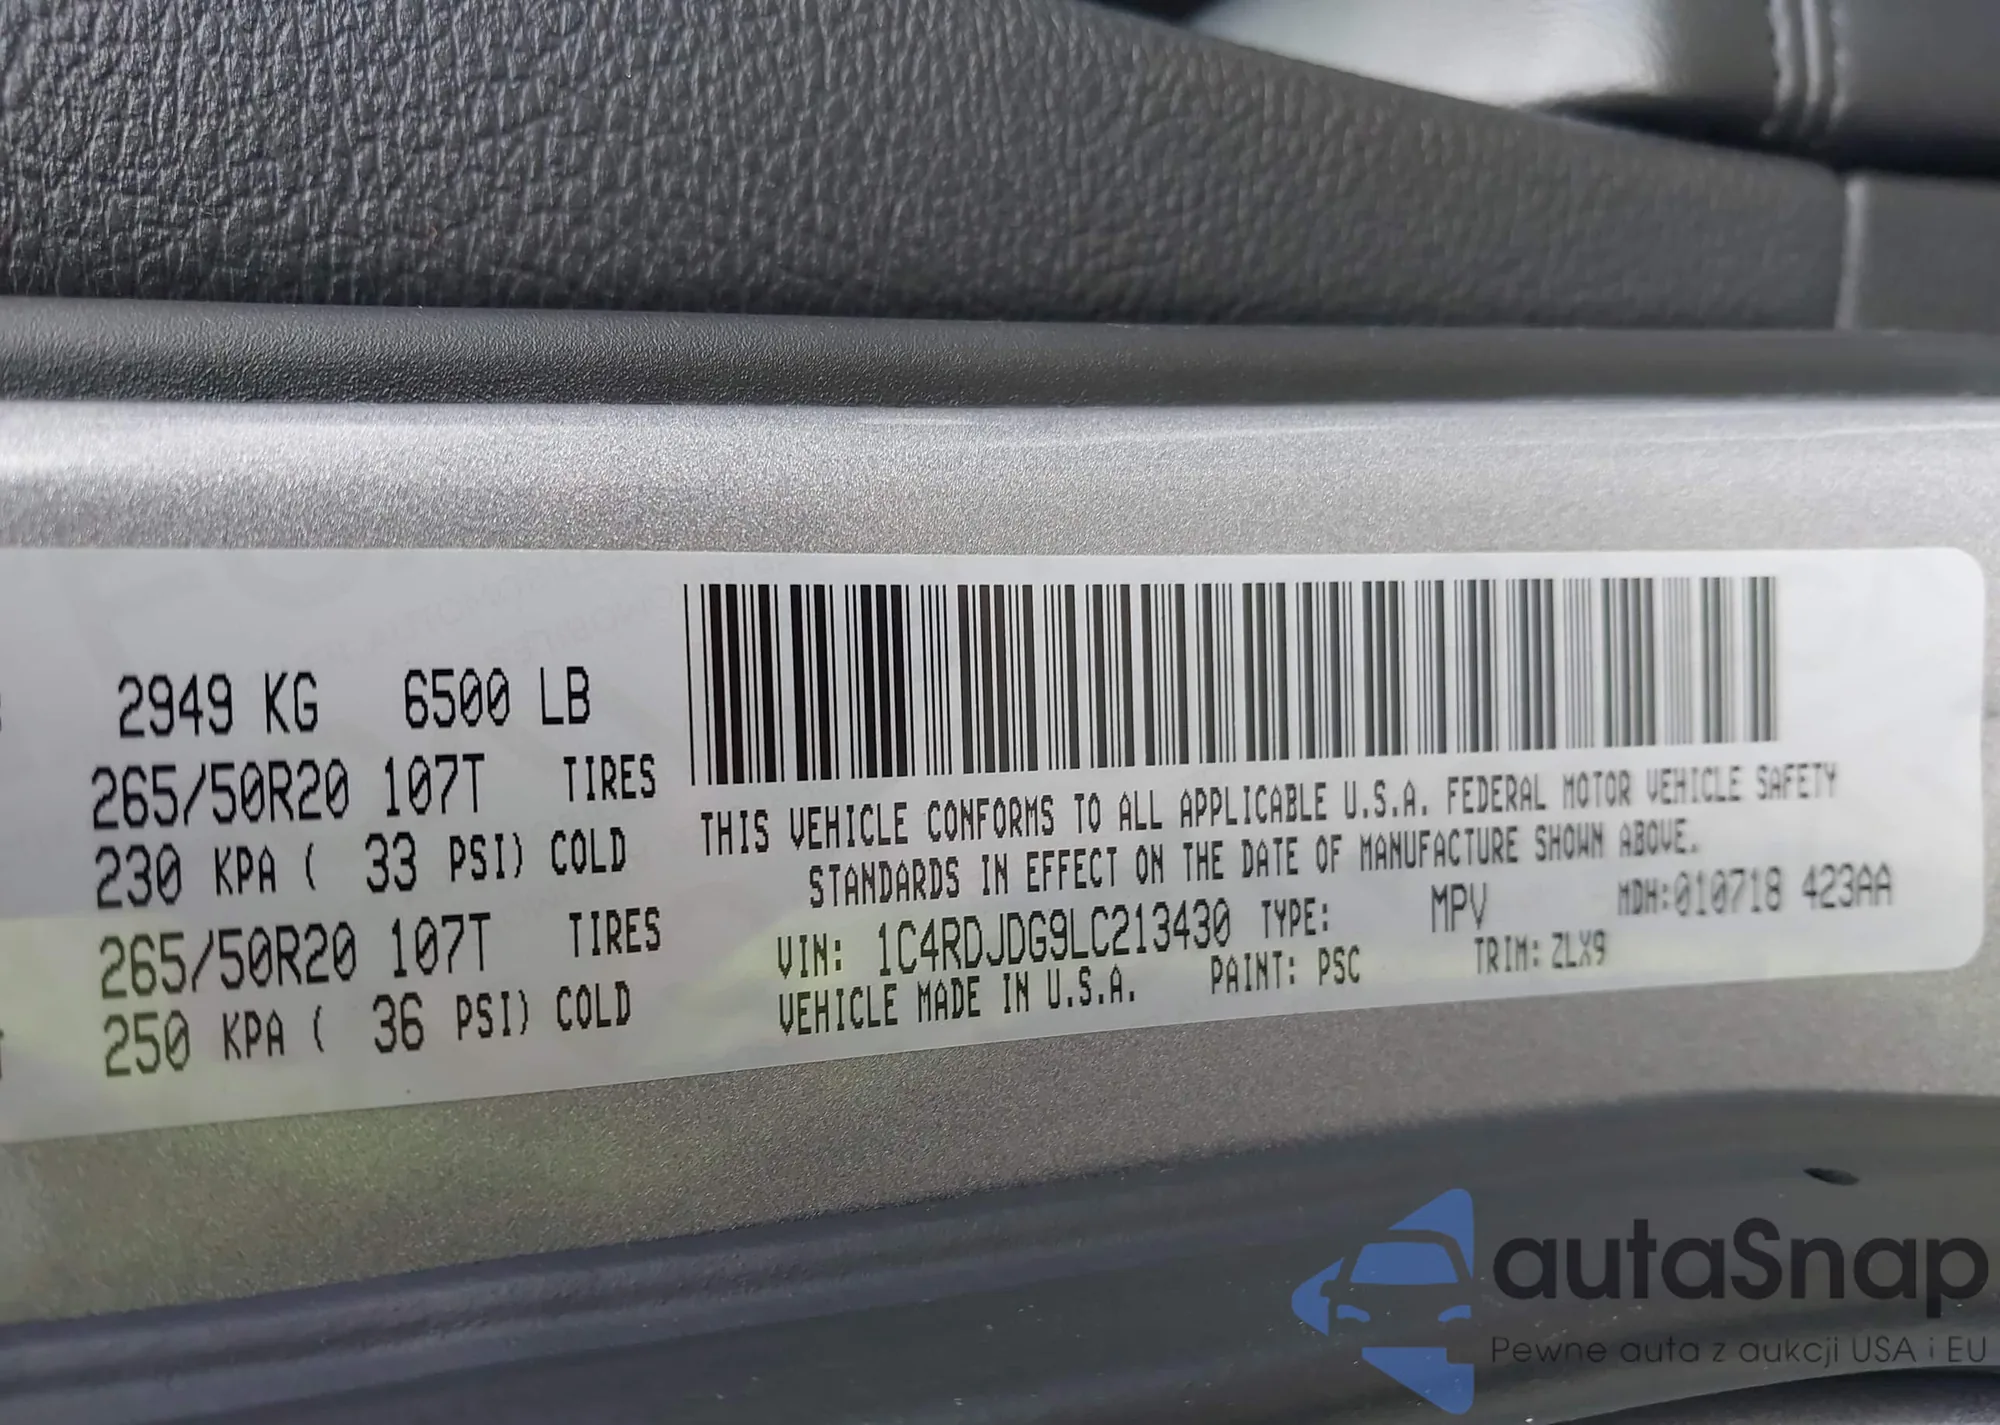 2949 KG 6500 LB
265/50R20 107T TIRES
230 KPA ( 33 PSI) COLD
265/50R20 107T TIRES
250 KPA ( 36 PSI) COLD
THIS VEHICLE CONFORMS TO ALL APPLICABLE U.S.A. FEDERAL MOTOR VEHICLE SAFETY
STANDARDS IN EFFECT ON THE DATE OF MANUFACTURE SHOWN ABOVE.
MDH:010718 423AA
VIN: 1C4RDJDG9LC213430 TYPE: MPV
VEHICLE MADE IN U.S.A. PAINT: PSC TRIM: ZLX9
autaSnap
Pewne auta z aukcji USA i EU